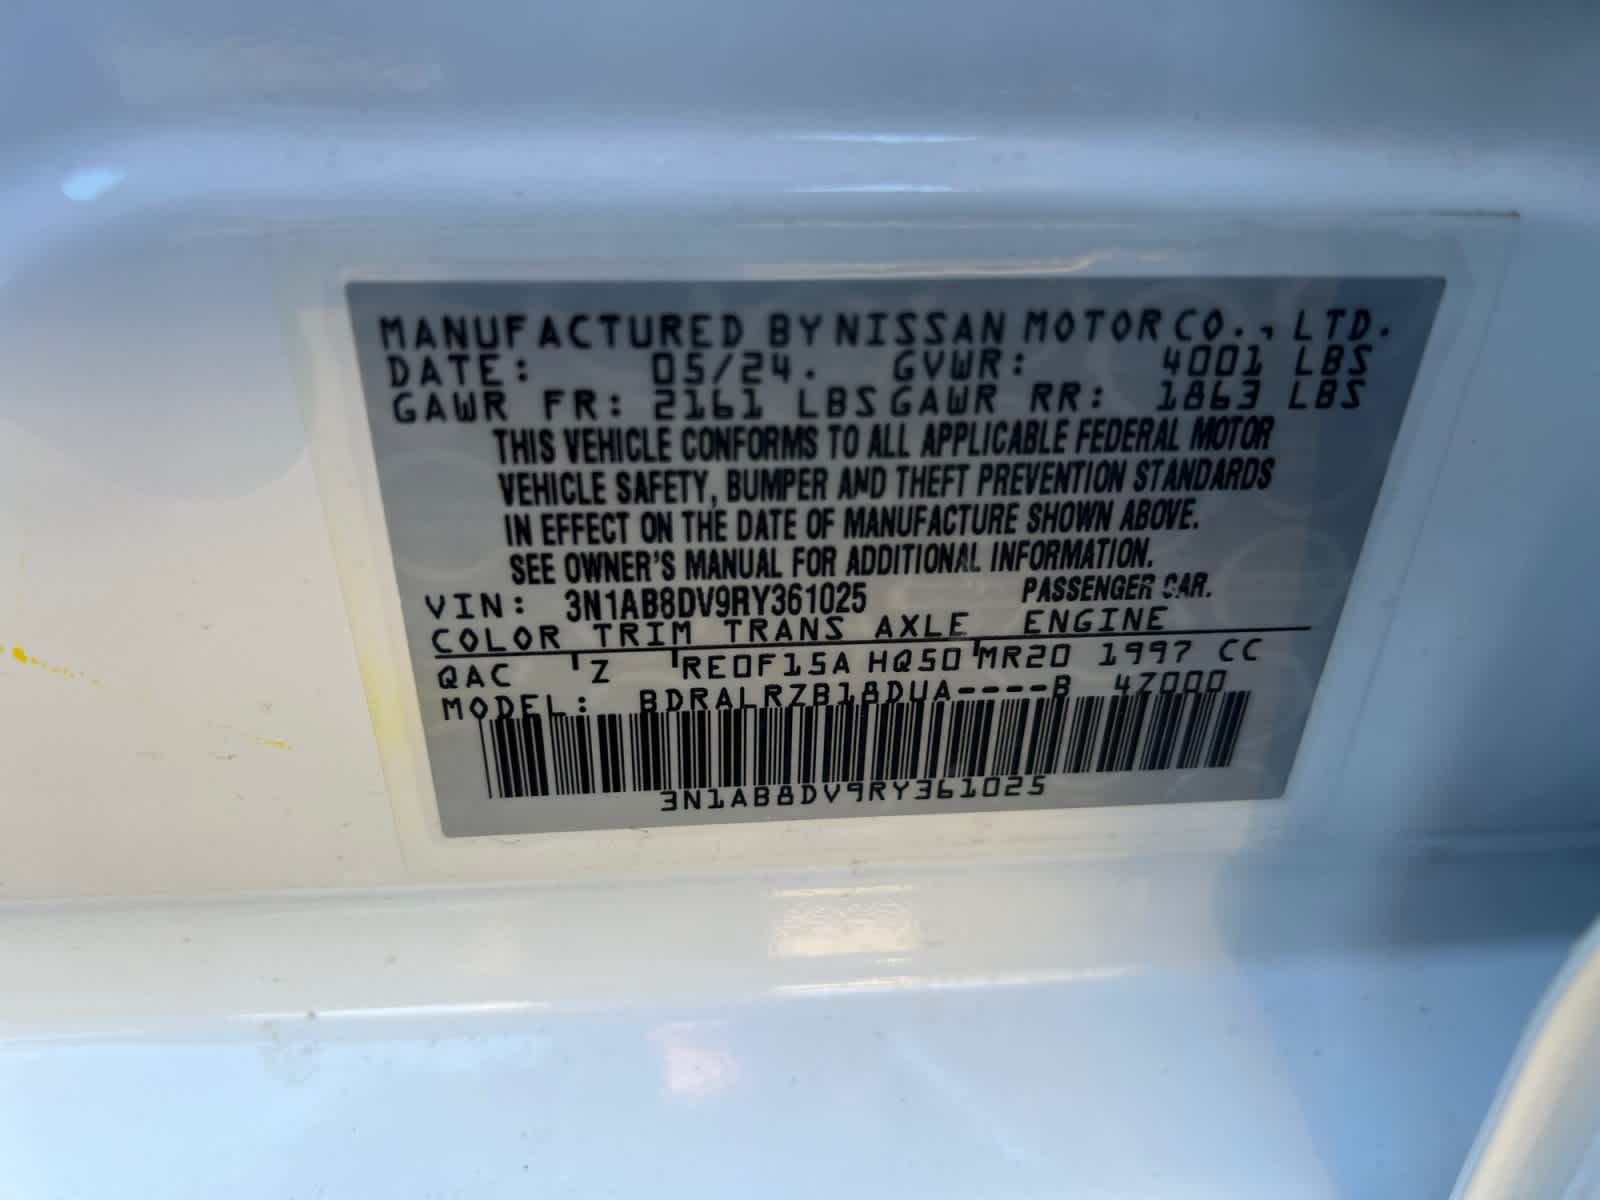 MANUFACTURED BY NISSAN MOTOR CO., LTD.
DATE: 05/24. GVWR: 4001 LBS
GAWR FR: 2161 LBS GAWR RR: 1863 LBS
THIS VEHICLE CONFORMS TO ALL APPLICABLE FEDERAL MOTOR
VEHICLE SAFETY, BUMPER AND THEFT PREVENTION STANDARDS
IN EFFECT ON THE DATE OF MANUFACTURE SHOWN ABOVE.
SEE OWNER'S MANUAL FOR ADDITIONAL INFORMATION.
VIN: 3N1AB8DV9RY361025 PASSENGER CAR.
COLOR TRIM TRANS AXLE ENGINE
QAC Z RE0F15A HQ50 MR20 1997 CC
MODEL: BDRALRZB18DUA----B 47000
3N1AB8DV9RY361025